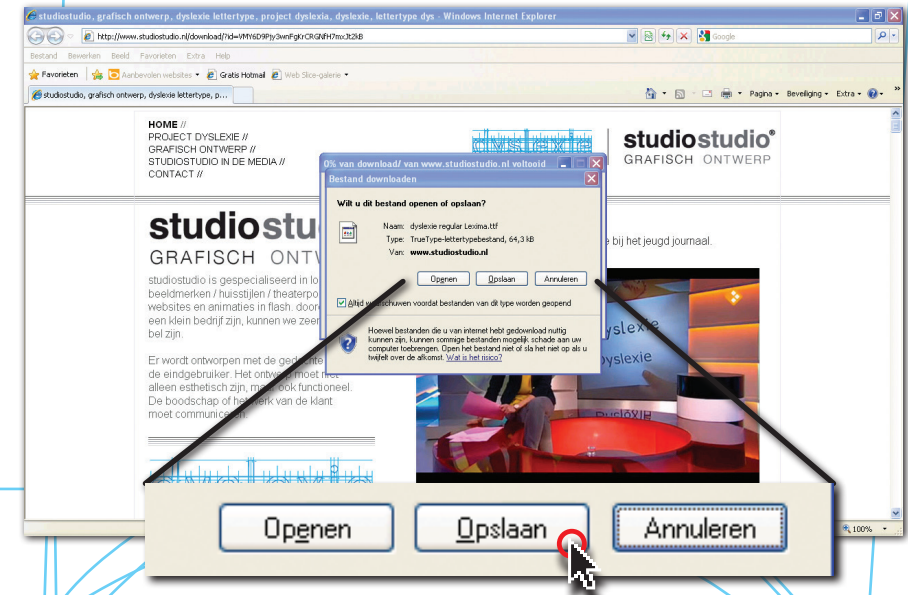 studiostudio, grafisch ontwerp, dyslexie lettertype, project dyslexia, dyslexie, lettertype dys - Windows Internet Explorer
Google
Bestand Bewerken Beeld Favorieten Extra Help
Favorieten Aanbevolen websites Gratis Hotmail Web Slice-galerie
studiostudio, grafisch ontwerp, dyslexie lettertype, p...
Pagina Beveiliging Extra
HOME //
PROJECT DYSLEXIE //
GRAFISCH ONTWERP //
STUDIOSTUDIO IN DE MEDIA //
CONTACT //
dyslexie
studiostudio®
GRAFISCH ONTWERP
0% van download/ van www.studiostudio.nl voltooid
Bestand downloaden
Wilt u dit bestand openen of opslaan?
Naam: dyslexie regular Lexima.ttf
Type: TrueType-lettertypebestand, 64,3 kB
Van: www.studiostudio.nl
Openen Opslaan Annuleren
Altijd waarschuwen voordat bestanden van dit type worden geopend
Hoewel bestanden die u van internet hebt gedownload nuttig
kunnen zijn, kunnen sommige bestanden mogelijk schade aan uw
computer toebrengen. Open het bestand niet of sla het niet op als u
twijfelt over de afkomst. Wat is het risico?
studiostu
GRAFISCH ONTW
studiostudio is gespecialiseerd in lo
beeldmerken / huisstijlen / theaterpo
websites en animaties in flash. doord
een klein bedrijf zijn, kunnen we zeer
bel zijn.
Er wordt ontworpen met de gedachte
de eindgebruiker. Het ontwerp moet niet
alleen esthetisch zijn, maar ook functioneel.
De boodschap of het werk van de klant
moet communiceren.
bij het jeugd journaal.
yslexie
dyslexie
Openen Opslaan Annuleren
100%